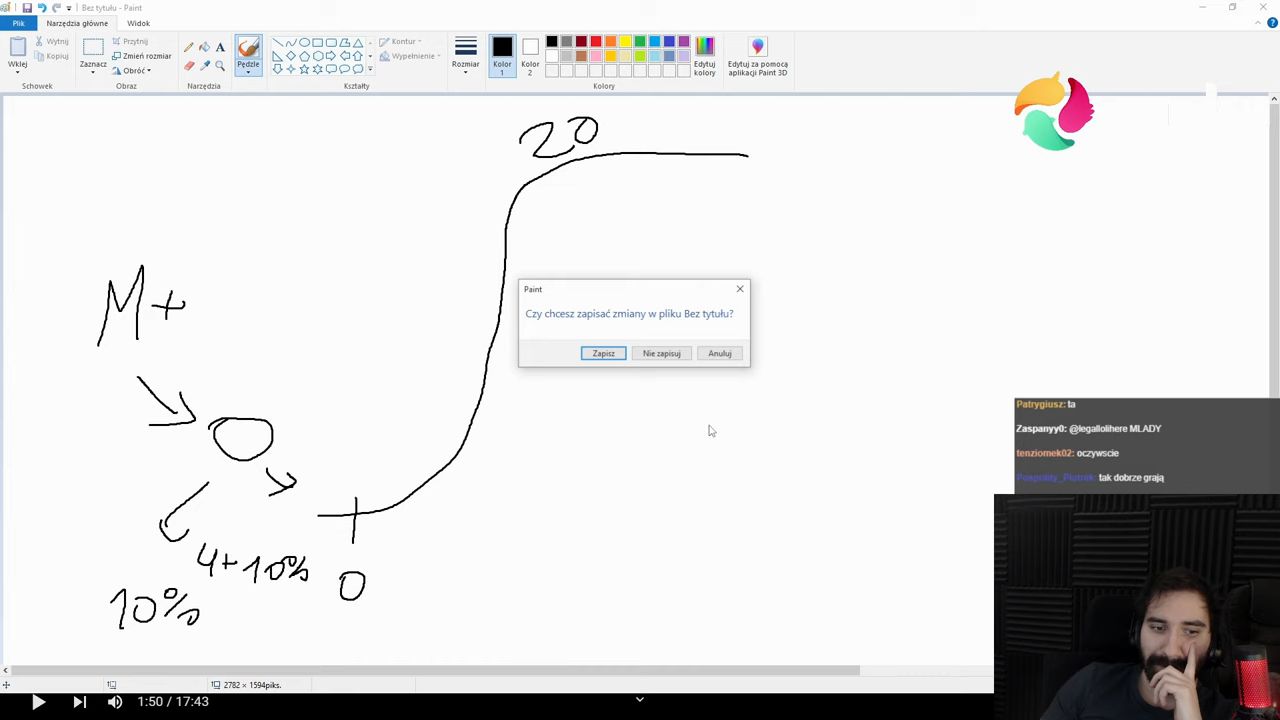 Bez tytułu - Paint
Plik
Narzędzia główne
Widok
Wklej
Wytnij
Kopiuj
Schowek
Zaznacz
Przytnij
Zmień rozmiar
Obróć
Obraz
Narzędzia
Pędzle
Kontur
Wypełnienie
Kształty
Rozmiar
Kolor 1
Kolor 2
Edytuj kolory
Kolory
Edytuj za pomocą aplikacji Paint 3D
20
M+
Paint
Czy chcesz zapisać zmiany w pliku Bez tytułu?
Zapisz
Nie zapisuj
Anuluj
Patrygiusz: ta
Zaspanyy0: @legallolihere MLADY
tenziomek02: oczywscie
tak dobrze grają
4+10%
0
10%
2782 × 1594piks.
1:50 / 17:43